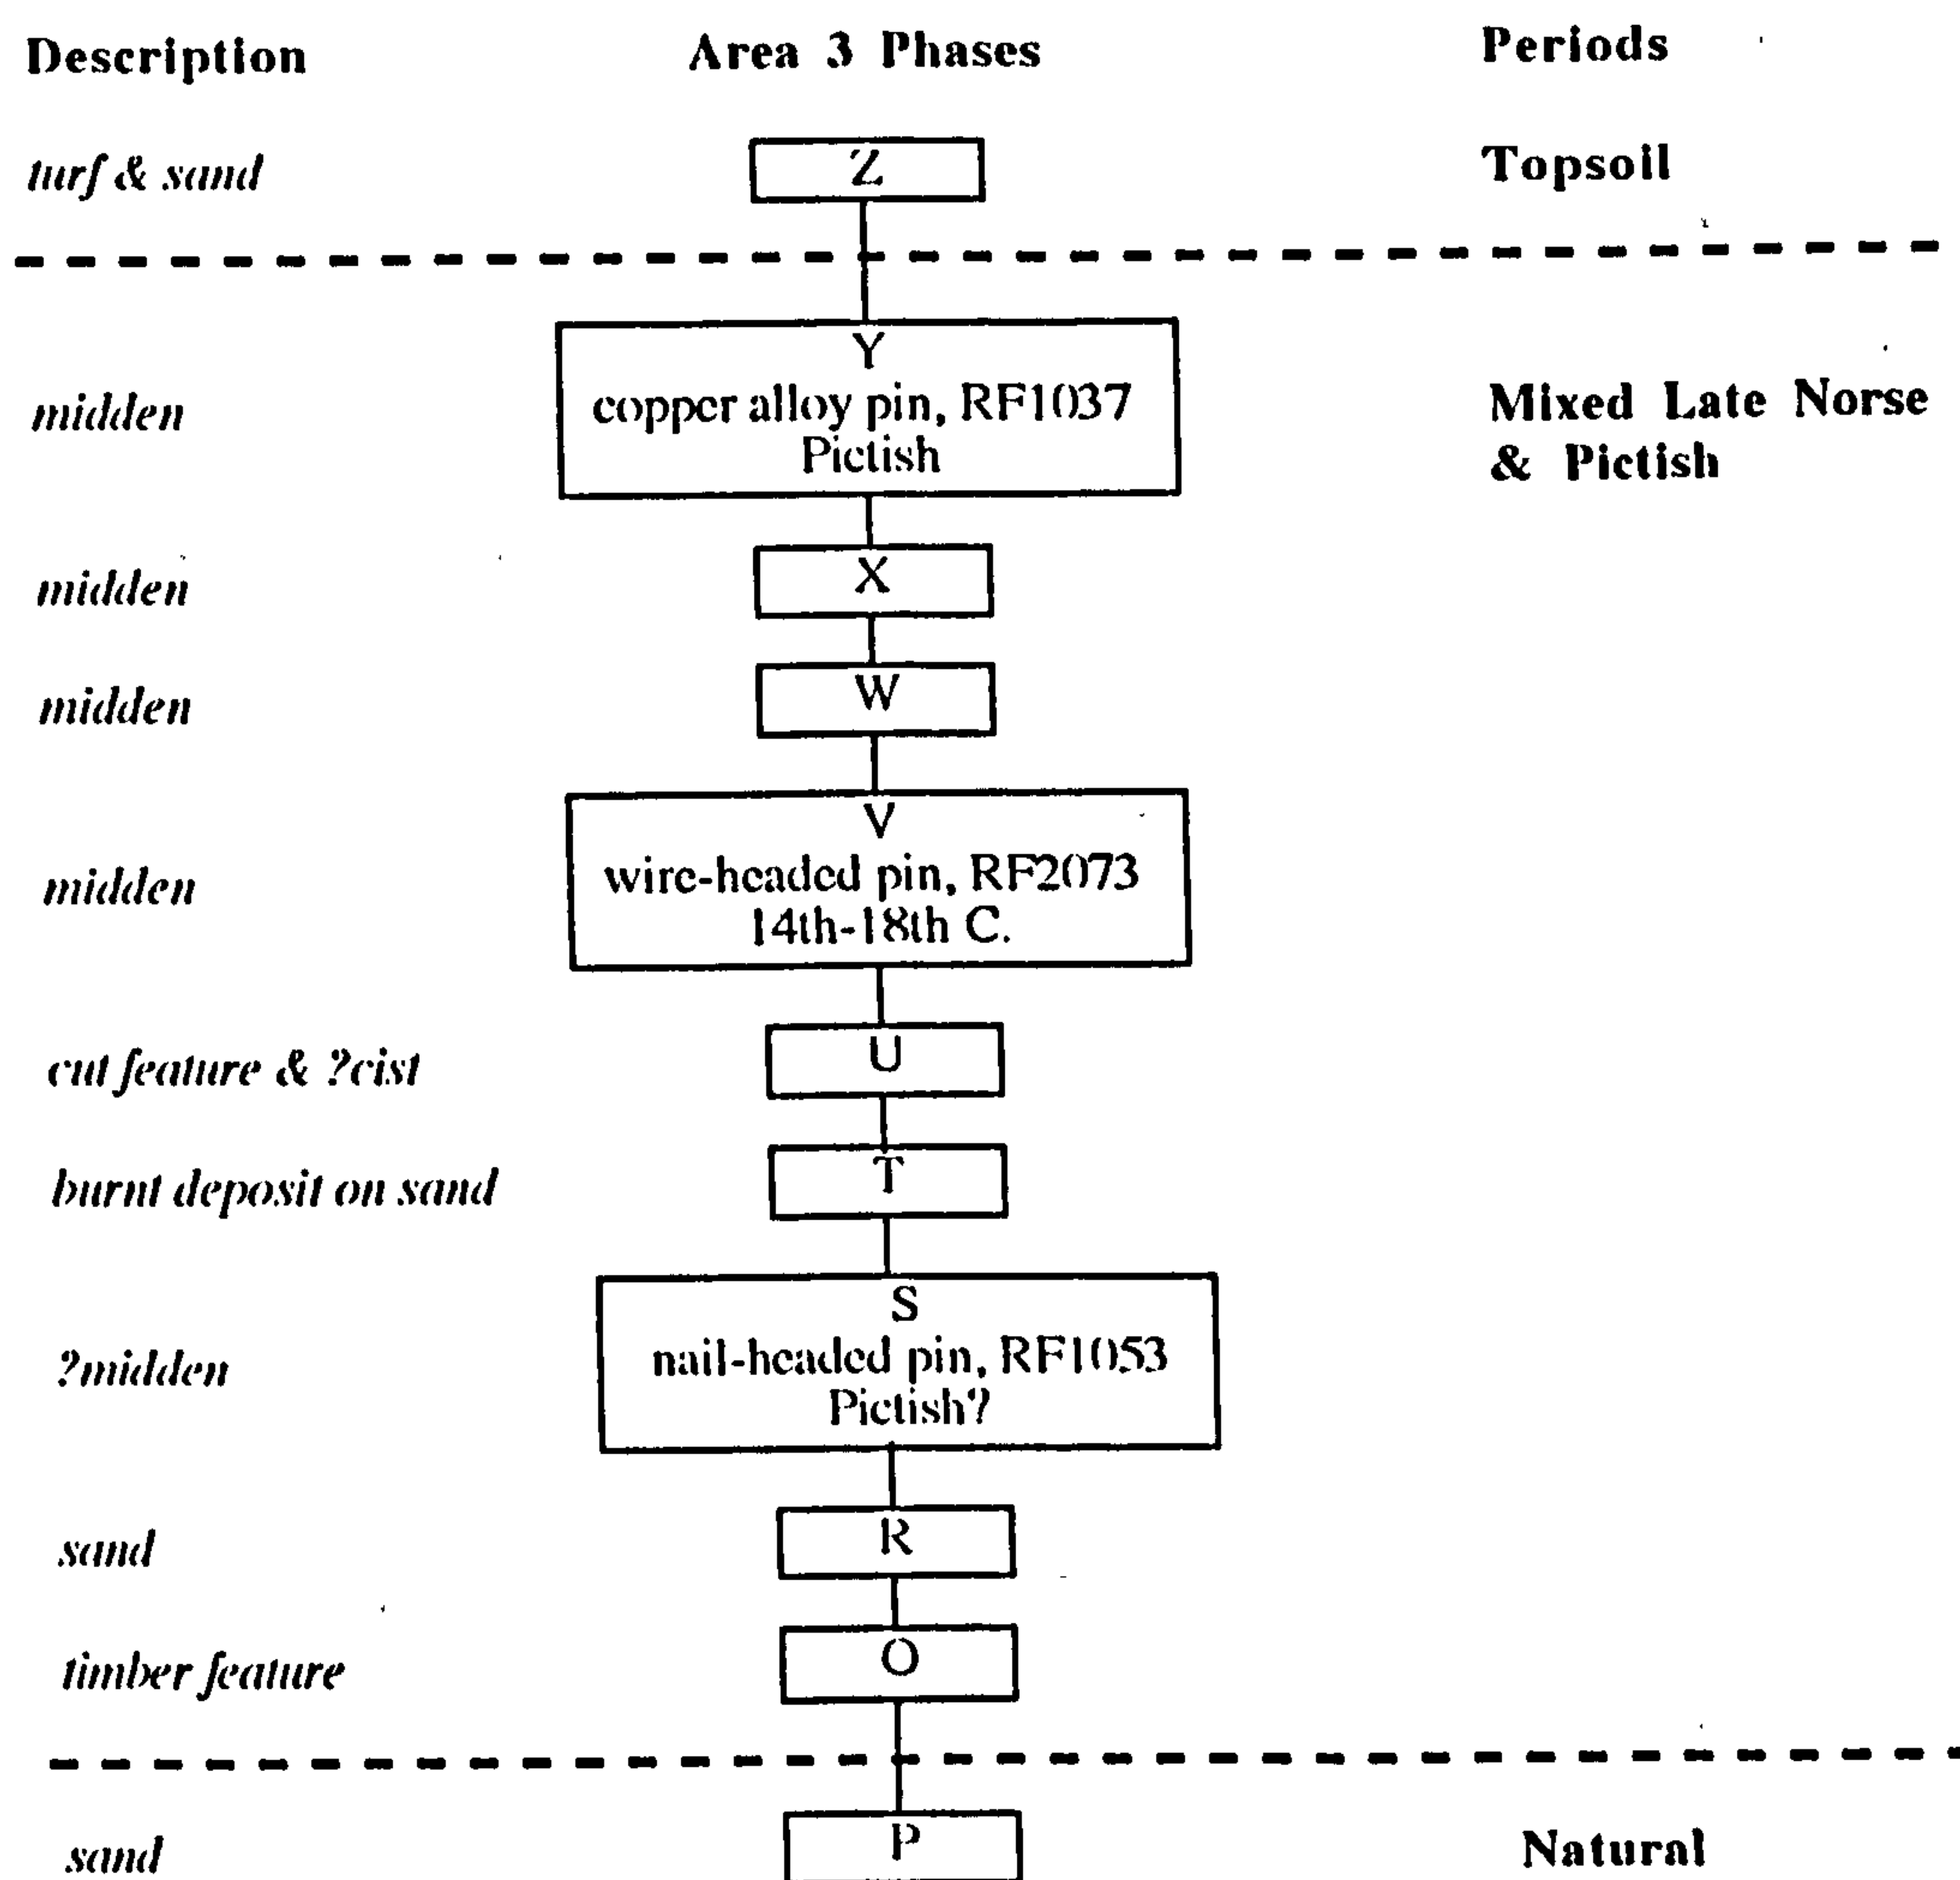 Description Area 3 Phases Periods
turf & sand Z Topsoil
Y
midden copper alloy pin, RF1037 Mixed Late Norse
Pictish & Pictish
midden X
midden W
V
midden wire-headed pin, RF2073
14th-18th C.
cut feature & ?cist U
burnt deposit on sand T
S
?midden nail-headed pin, RF1053
Pictish?
sand R
timber feature O
sand P Natural